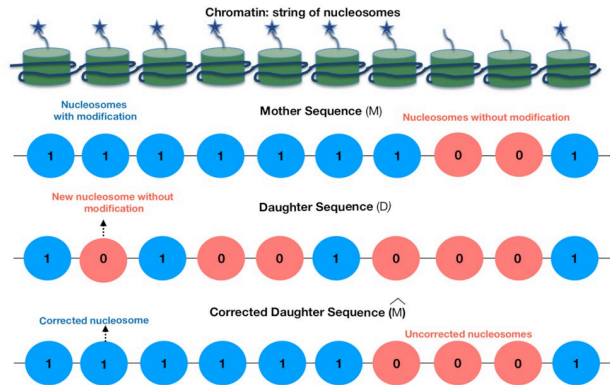 Chromatin: string of nucleosomes
Nucleosomes
with modification
Mother Sequence (M)
Nucleosomes without modification
1 1 1 1 1 1 1 0 0 1
New nucleosome without
modification
Daughter Sequence (D)
1 0 1 0 0 1 0 0 0 1
Corrected Daughter Sequence (M̂)
Corrected nucleosome
Uncorrected nucleosomes
1 1 1 1 1 1 0 0 0 1